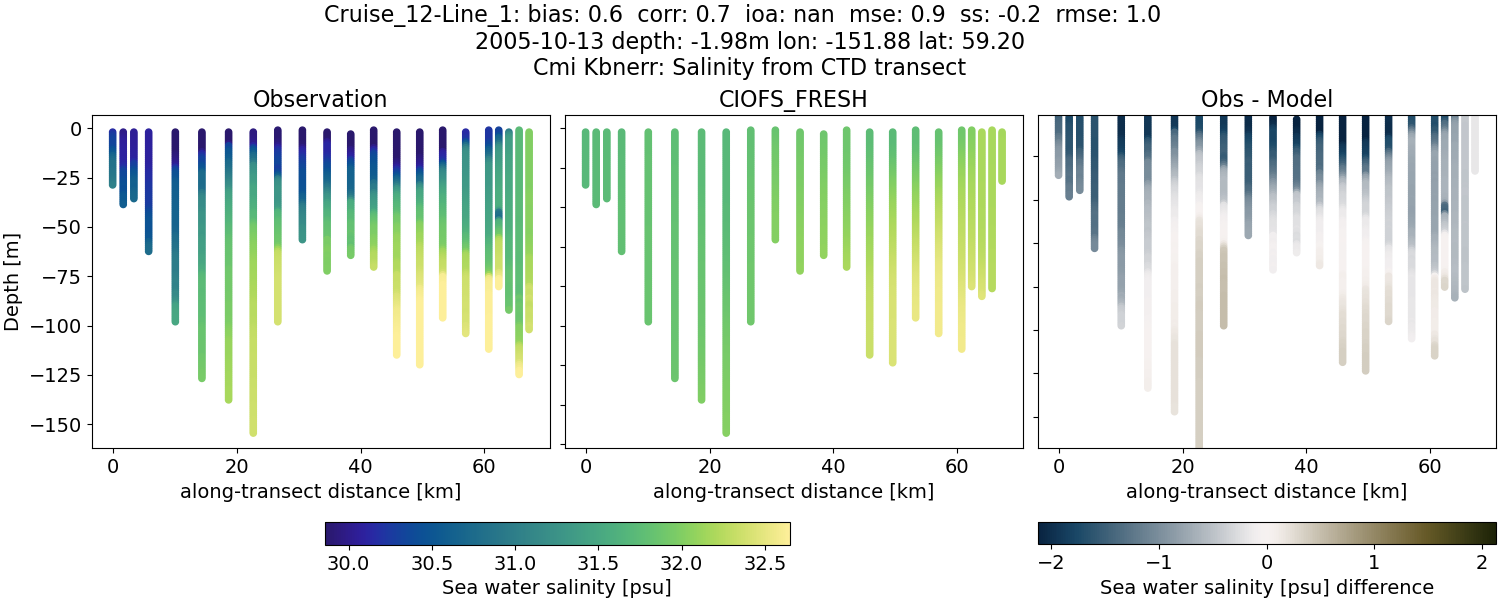 Cruise_12-Line_1: bias: 0.6  corr: 0.7  ioa: nan  mse: 0.9  ss: -0.2  rmse: 1.0
2005-10-13 depth: -1.98m lon: -151.88 lat: 59.20
Cmi Kbnerr: Salinity from CTD transect
Observation
CIOFS_FRESH
Obs - Model
0
−25
−50
−75
−100
−125
−150
Depth [m]
0 20 40 60
0 20 40 60
0 20 40 60
along-transect distance [km]
along-transect distance [km]
along-transect distance [km]
30.0 30.5 31.0 31.5 32.0 32.5
Sea water salinity [psu]
−2 −1 0 1 2
Sea water salinity [psu] difference